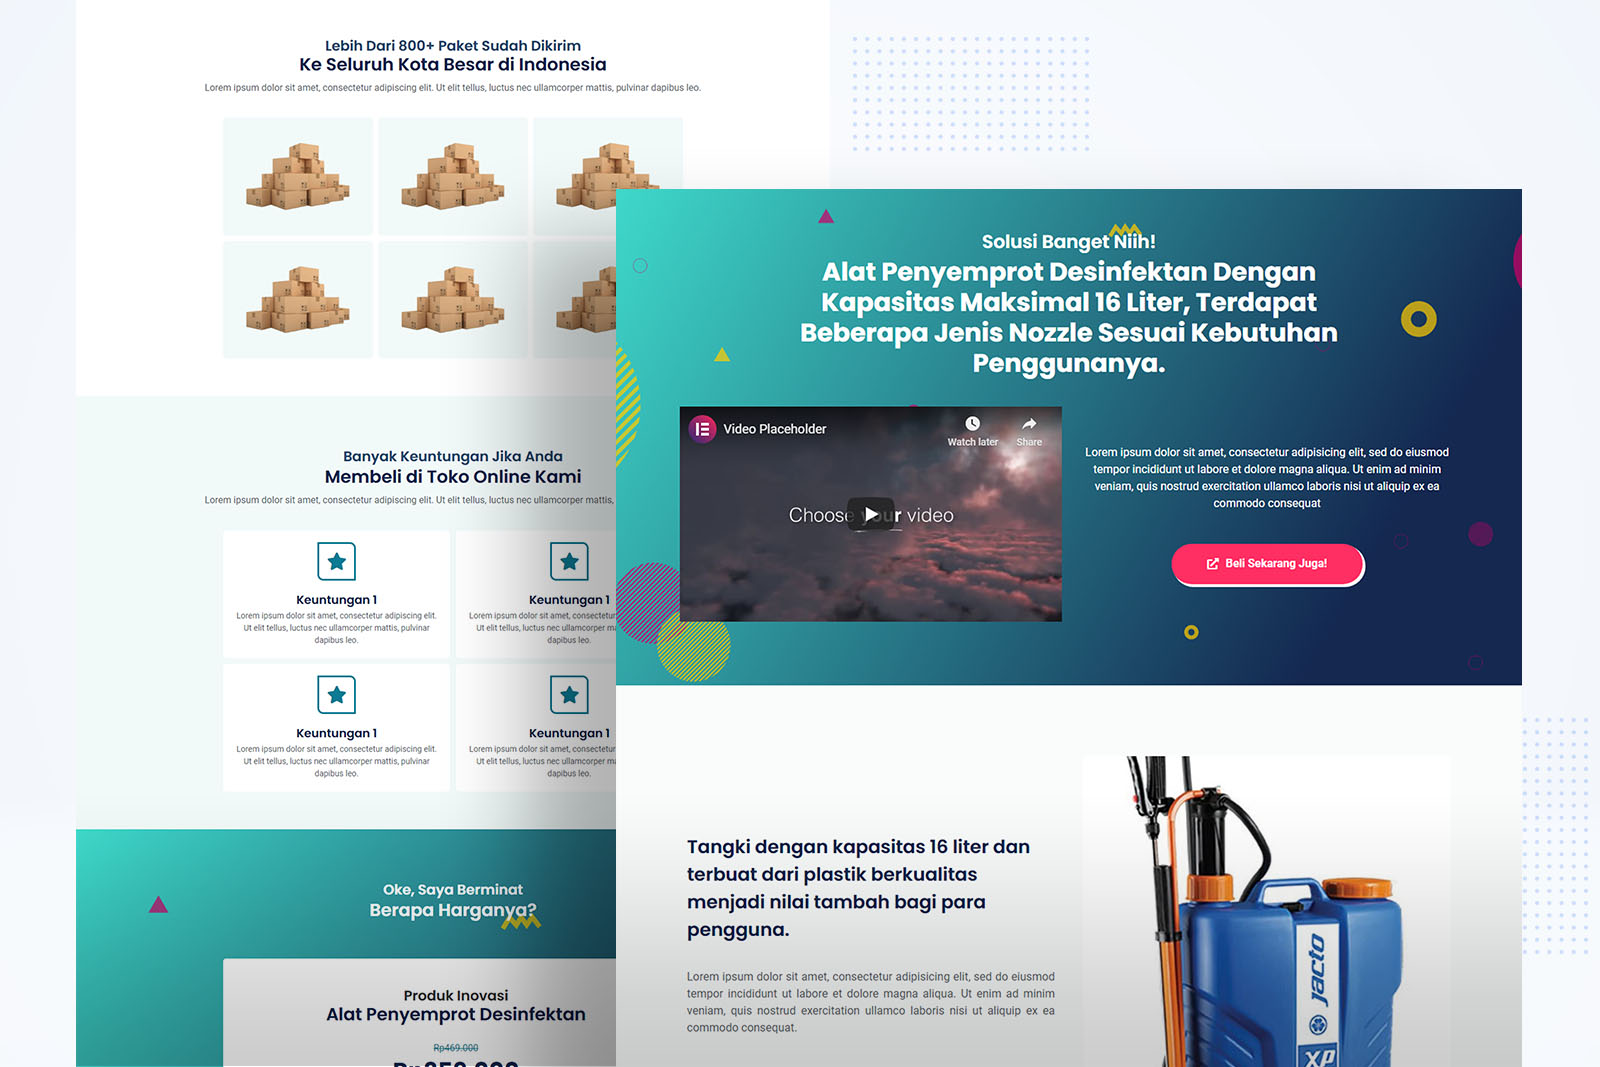 Lebih Dari 800+ Paket Sudah Dikirim
Ke Seluruh Kota Besar di Indonesia
Lorem ipsum dolor sit amet, consectetur adipiscing elit. Ut elit tellus, luctus nec ullamcorper mattis, pulvinar dapibus leo.
Banyak Keuntungan Jika Anda
Membeli di Toko Online Kami
Lorem ipsum dolor sit amet, consectetur adipiscing elit. Ut elit tellus, luctus nec ullamcorper mattis,
Keuntungan 1
Lorem ipsum dolor sit amet, consectetur adipiscing elit.
Ut elit tellus, luctus nec ullamcorper mattis, pulvinar
dapibus leo.
Keuntungan 1
Lorem ipsum dolor sit amet, consectetur
Ut elit tellus, luctus nec ullamcorper
dapibus leo.
Keuntungan 1
Lorem ipsum dolor sit amet, consectetur adipiscing elit.
Ut elit tellus, luctus nec ullamcorper mattis, pulvinar
dapibus leo.
Keuntungan 1
Lorem ipsum dolor sit amet, consectetur
Ut elit tellus, luctus nec ullamcorper
dapibus leo.
Oke, Saya Berminat
Berapa Harganya?
Produk Inovasi
Alat Penyemprot Desinfektan
Rp469.000
Solusi Banget Niih!
Alat Penyemprot Desinfektan Dengan
Kapasitas Maksimal 16 Liter, Terdapat
Beberapa Jenis Nozzle Sesuai Kebutuhan
Penggunanya.
Video Placeholder
Watch later
Share
Choose your video
Lorem ipsum dolor sit amet, consectetur adipisicing elit, sed do eiusmod
tempor incididunt ut labore et dolore magna aliqua. Ut enim ad minim
veniam, quis nostrud exercitation ullamco laboris nisi ut aliquip ex ea
commodo consequat
Beli Sekarang Juga!
Tangki dengan kapasitas 16 liter dan
terbuat dari plastik berkualitas
menjadi nilai tambah bagi para
pengguna.
Lorem ipsum dolor sit amet, consectetur adipisicing elit, sed do eiusmod
tempor incididunt ut labore et dolore magna aliqua. Ut enim ad minim
veniam, quis nostrud exercitation ullamco laboris nisi ut aliquip ex ea
commodo consequat.
jacto
XP